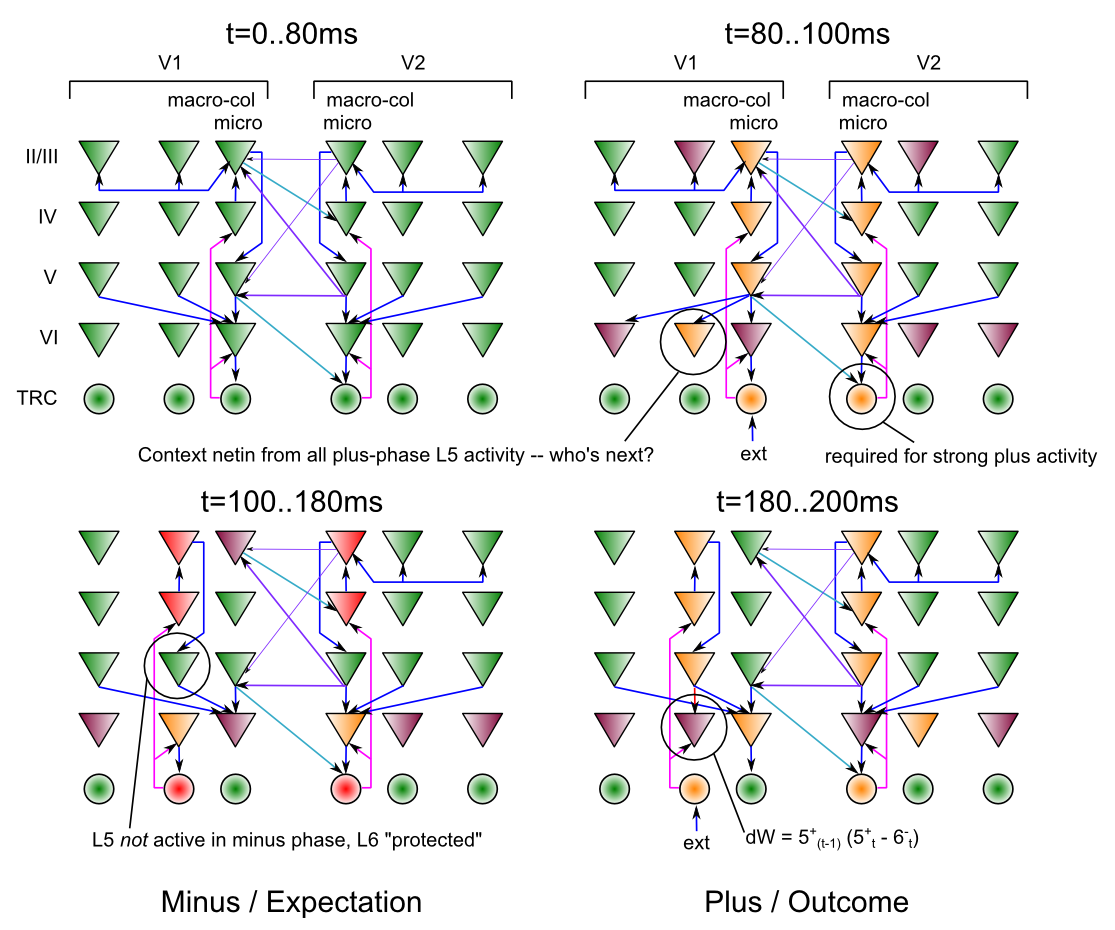 t=0..80ms
t=80..100ms
V1
V2
V1
V2
macro-col
macro-col
macro-col
macro-col
micro
micro
micro
micro
II/III
IV
V
VI
TRC
Context netin from all plus-phase L5 activity -- who's next?
ext
required for strong plus activity
t=100..180ms
t=180..200ms
L5 not active in minus phase, L6 "protected"
ext
dW = 5⁺₍ₜ₋₁₎ (5⁺ₜ - 6⁻ₜ)
Minus / Expectation
Plus / Outcome